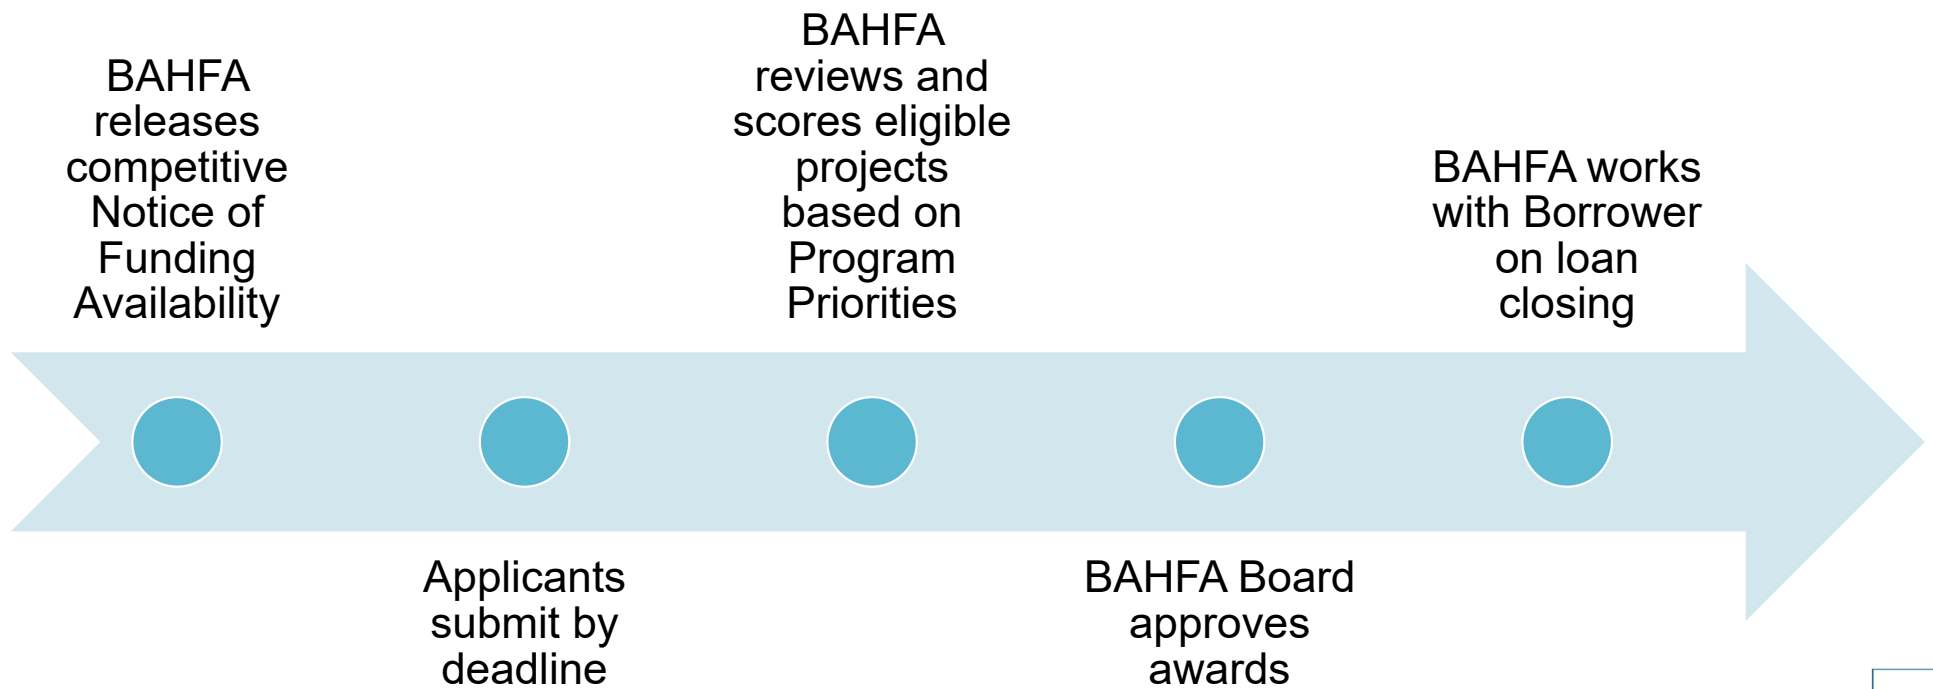 BAHFA
releases
competitive
Notice of
Funding
Availability
Applicants
submit by
deadline
BAHFA
reviews and
scores eligible
projects
based on
Program
Priorities
BAHFA Board
approves
awards
BAHFA works
with Borrower
on loan
closing